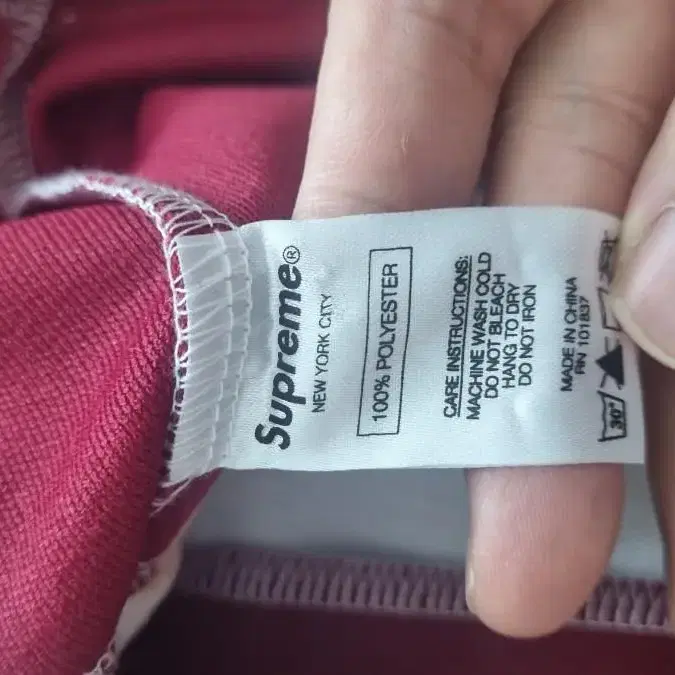 Supreme®
NEW YORK CITY
100% POLYESTER
CARE INSTRUCTIONS:
MACHINE WASH COLD
DO NOT BLEACH
HANG TO DRY
DO NOT IRON
MADE IN CHINA
RN 101837
30°